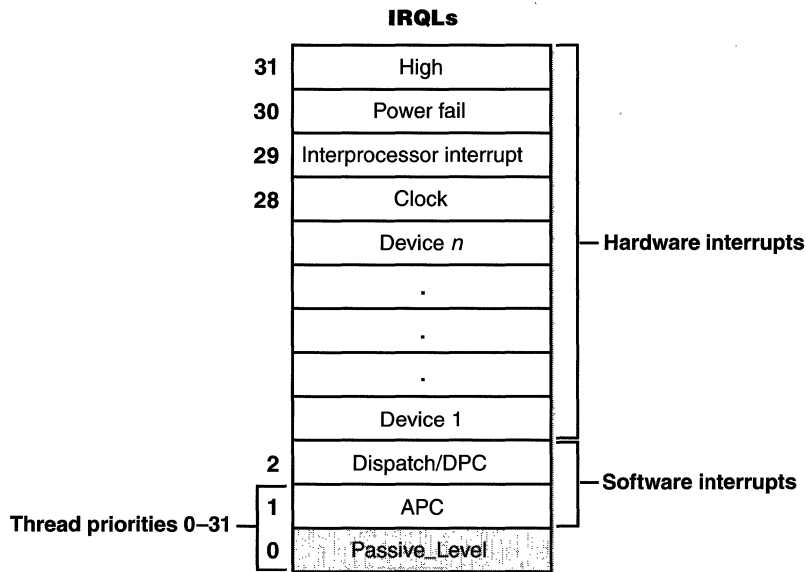 IRQLs
31 High
30 Power fail
29 Interprocessor interrupt
28 Clock
Device n
Hardware interrupts
.
.
.
Device 1
2 Dispatch/DPC
Software interrupts
1 APC
Thread priorities 0–31
0 Passive_Level